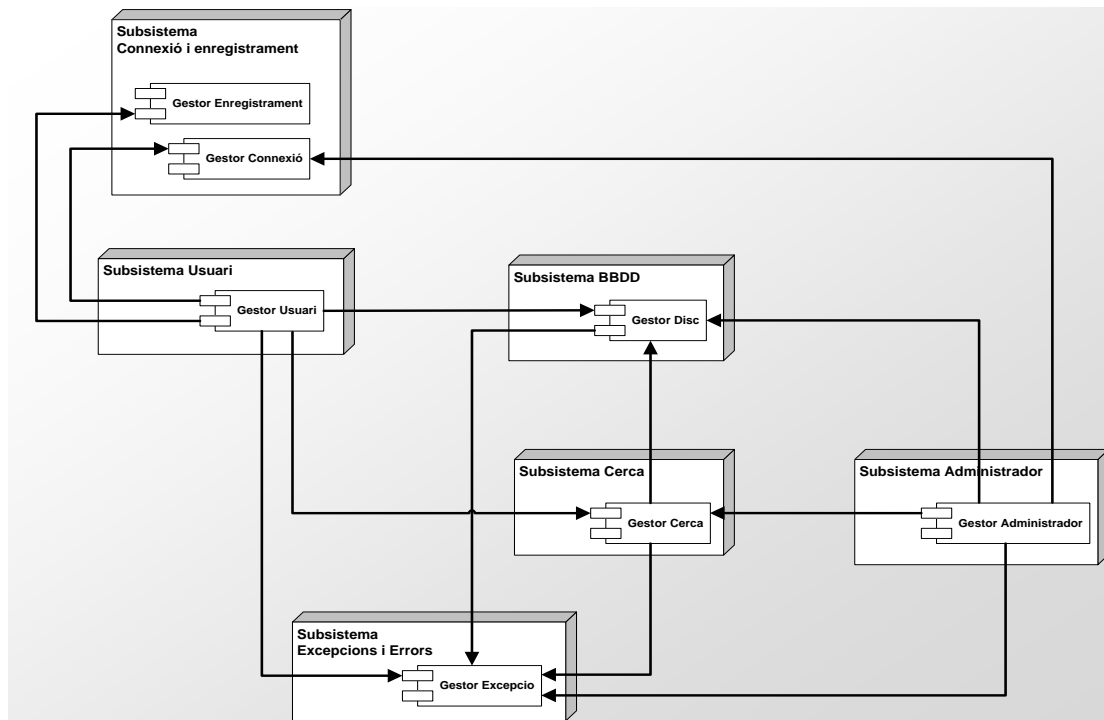 Subsistema
Connexió i enregistrament
Gestor Enregistrament
Gestor Connexió
Subsistema Usuari
Gestor Usuari
Subsistema BBDD
Gestor Disc
Subsistema Cerca
Gestor Cerca
Subsistema Administrador
Gestor Administrador
Subsistema
Excepcions i Errors
Gestor Excepcio